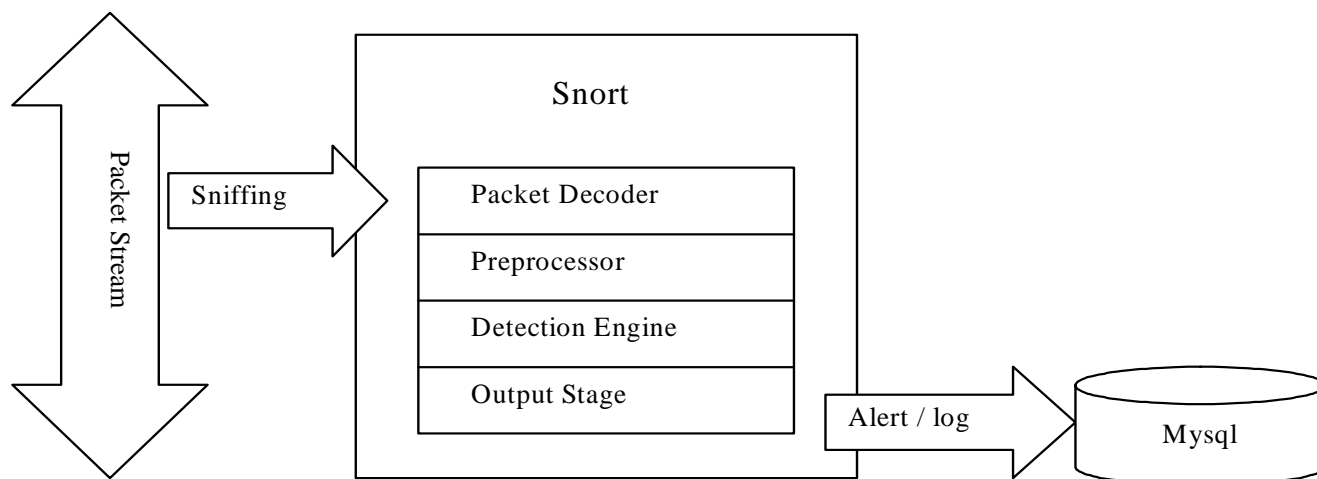 Snort
Packet Stream
Sniffing
Packet Decoder
Preprocessor
Detection Engine
Output Stage
Alert / log
Mysql